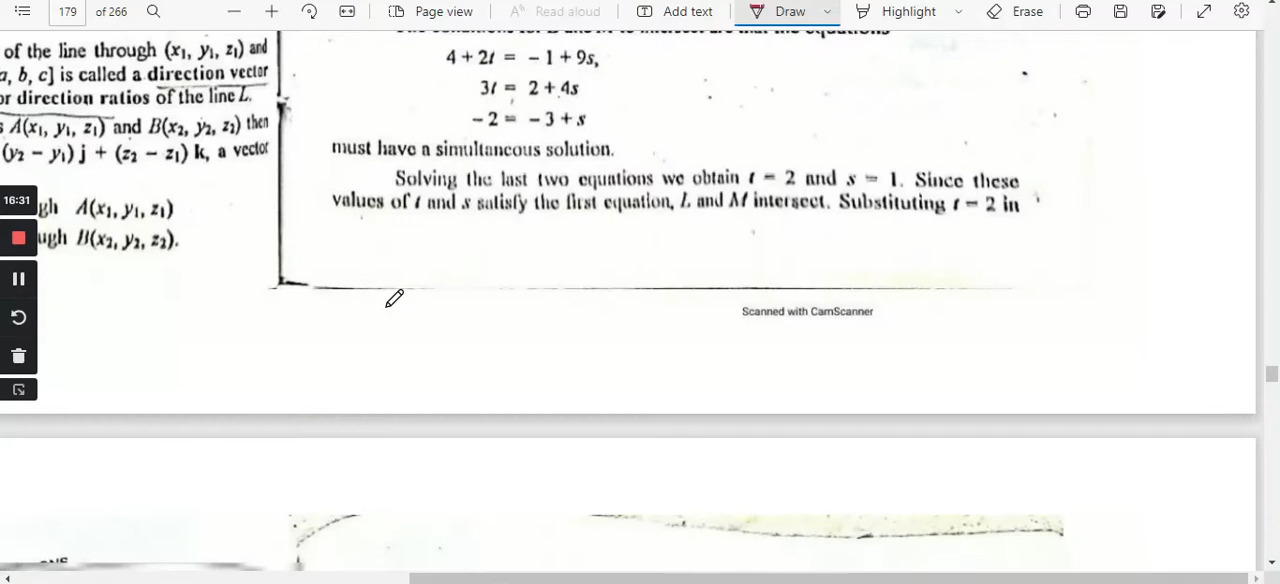 179 of 266 Page view Read aloud Add text Draw Highlight Erase
of the line through (x₁, y₁, z₁) and
a, b, c] is called a direction vector
or direction ratios of the line L.
A(x₁, y₁, z₁) and B(x₂, y₂, z₂) then
(y₂ − y₁) j + (z₂ − z₁) k, a vector
16:31
gh A(x₁, y₁, z₁)
ugh B(x₂, y₂, z₂).
4 + 2t = − 1 + 9s,
3t = 2 + 4s
− 2 = − 3 + s
must have a simultaneous solution.
Solving the last two equations we obtain t = 2 and s = 1. Since these
values of t and s satisfy the first equation, L and M intersect. Substituting t = 2 in
Scanned with CamScanner